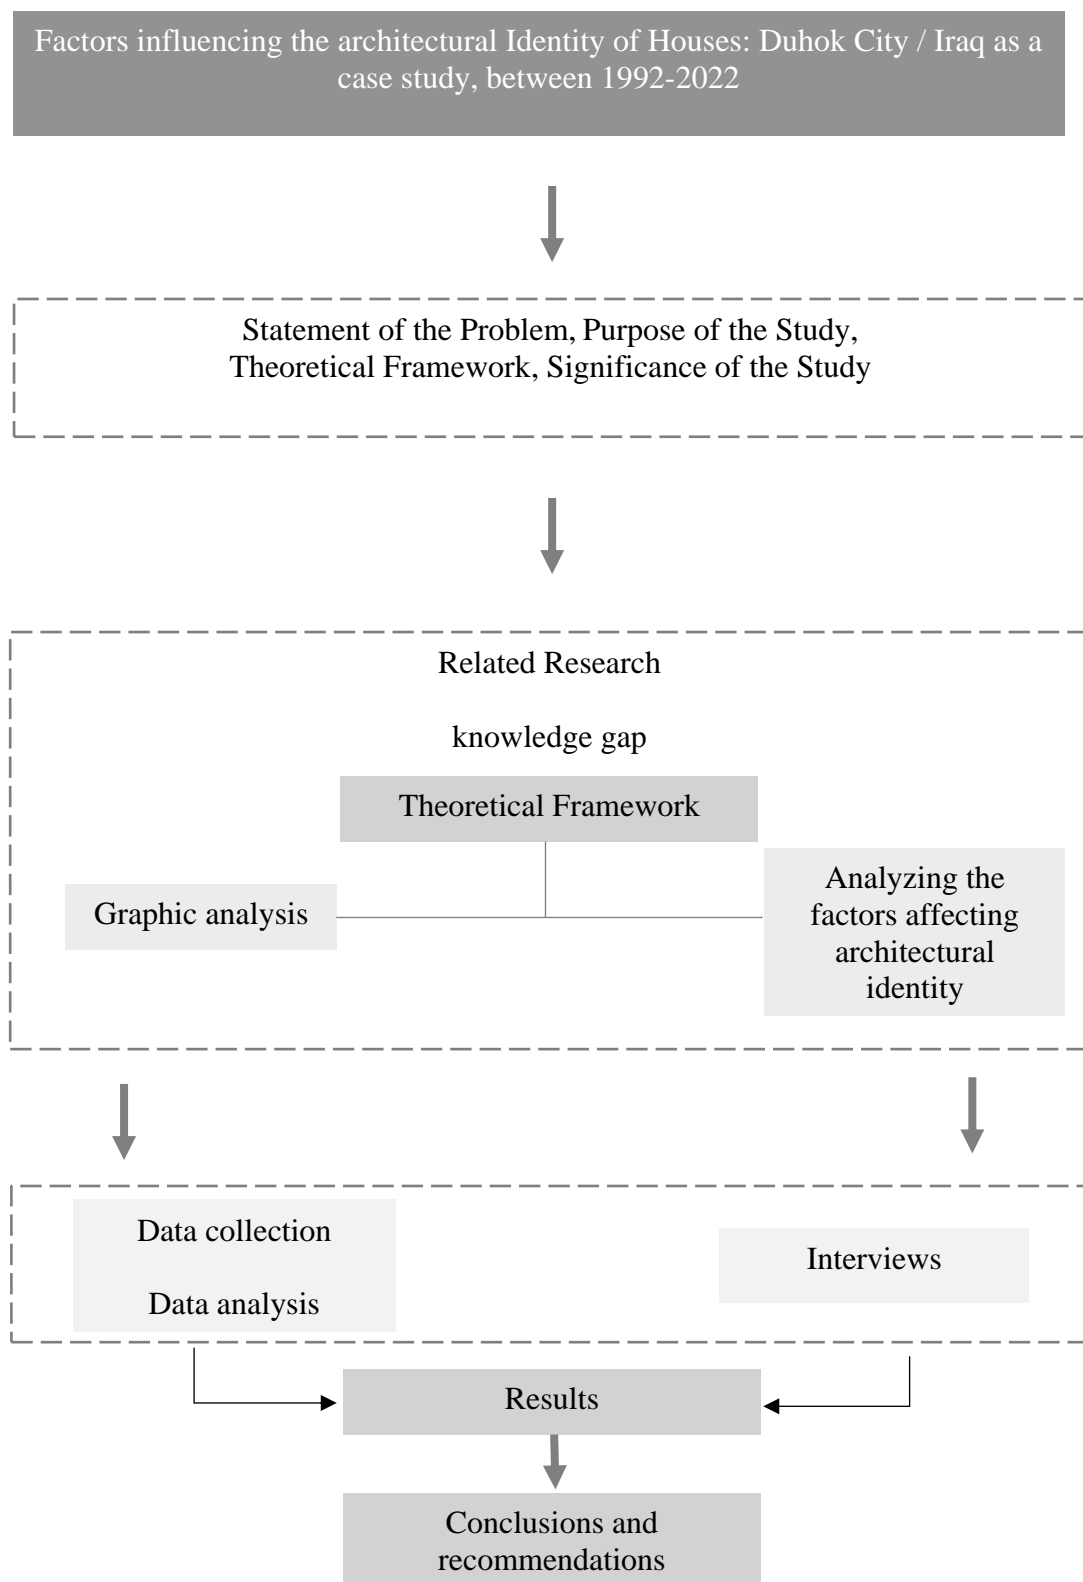 Factors influencing the architectural Identity of Houses: Duhok City / Iraq as a
case study, between 1992-2022
Statement of the Problem, Purpose of the Study,
Theoretical Framework, Significance of the Study
Related Research
knowledge gap
Theoretical Framework
Graphic analysis
Analyzing the
factors affecting
architectural
identity
Data collection
Data analysis
Interviews
Results
Conclusions and
recommendations